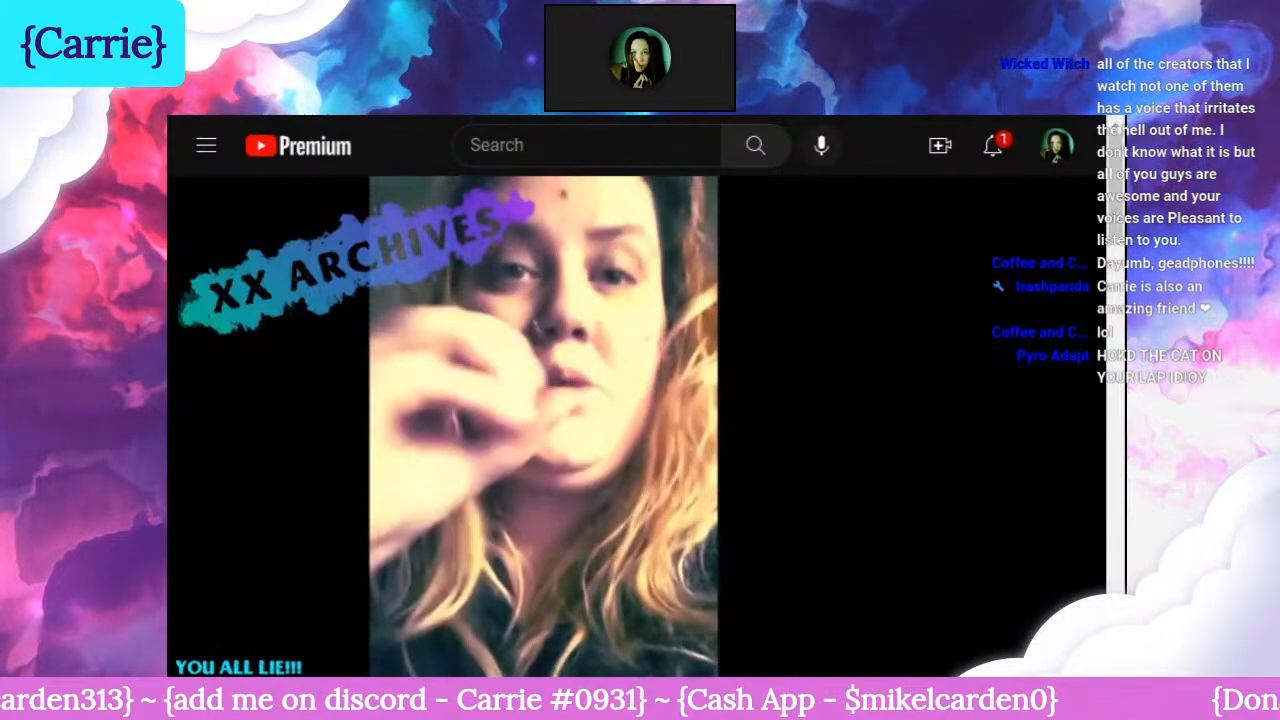 {Carrie}
Premium
Search
1
XX ARCHIVES
YOU ALL LIE!!!
Wicked Witch all of the creators that I
watch not one of them
has a voice that irritates
the hell out of me. I
dont know what it is but
all of you guys are
awesome and your
voices are Pleasant to
listen to you.
Coffee and C... Dayumb, geadphones!!!!
trashpanda Carrie is also an
amazing friend ❤
Coffee and C... lol
Pyro Adapt HOKD THE CAT ON
YOUR LAP IDIOY
arden313} ~ {add me on discord - Carrie #0931} ~ {Cash App - $mikelcarden0} {Don